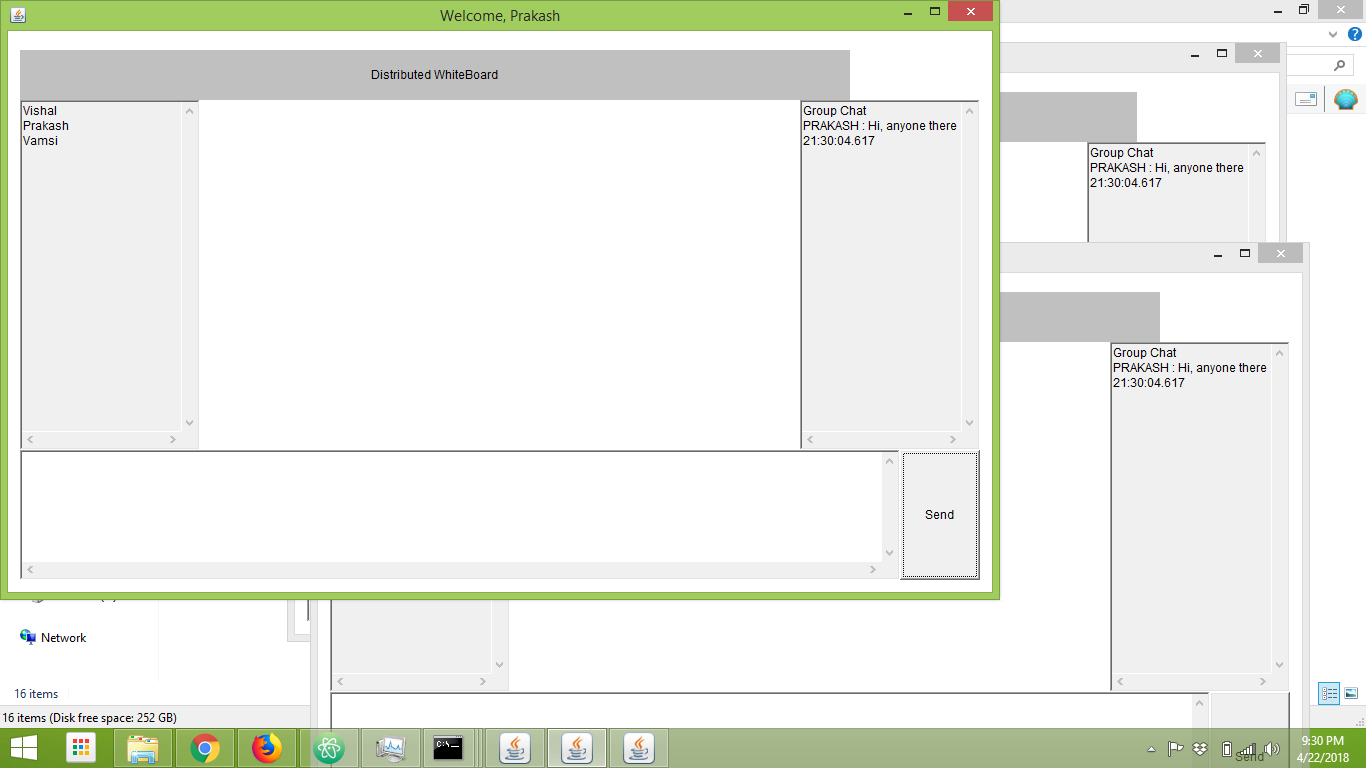 Welcome, Prakash
Distributed WhiteBoard
Vishal
Prakash
Vamsi
Group Chat
PRAKASH : Hi, anyone there
21:30:04.617
Send
Group Chat
PRAKASH : Hi, anyone there
21:30:04.617
Group Chat
PRAKASH : Hi, anyone there
21:30:04.617
Network
16 items
16 items (Disk free space: 252 GB)
Send
C:\_
9:30 PM
4/22/2018